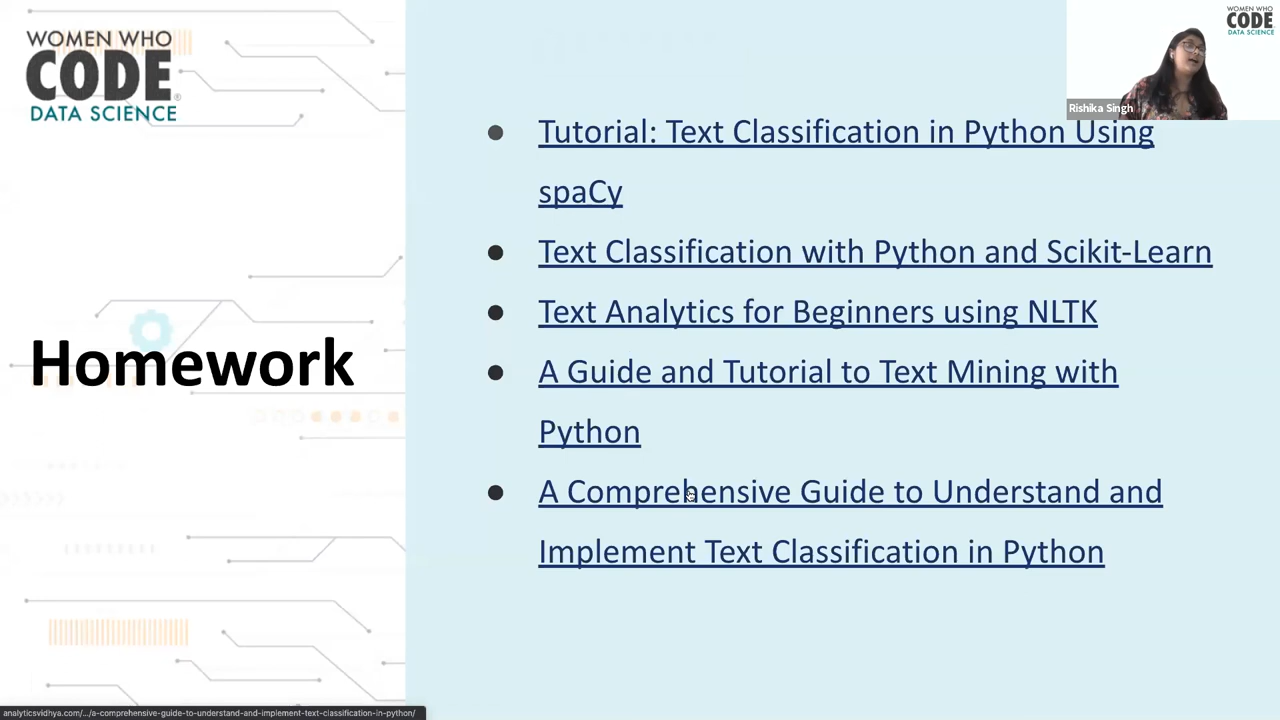 WOMEN WHO
CODE®
DATA SCIENCE
Homework
● Tutorial: Text Classification in Python Using
spaCy
● Text Classification with Python and Scikit-Learn
● Text Analytics for Beginners using NLTK
● A Guide and Tutorial to Text Mining with
Python
● A Comprehensive Guide to Understand and
Implement Text Classification in Python
WOMEN WHO
CODE
DATA SCIENCE
Rishika Singh
analyticsvidhya.com/.../a-comprehensive-guide-to-understand-and-implement-text-classification-in-python/